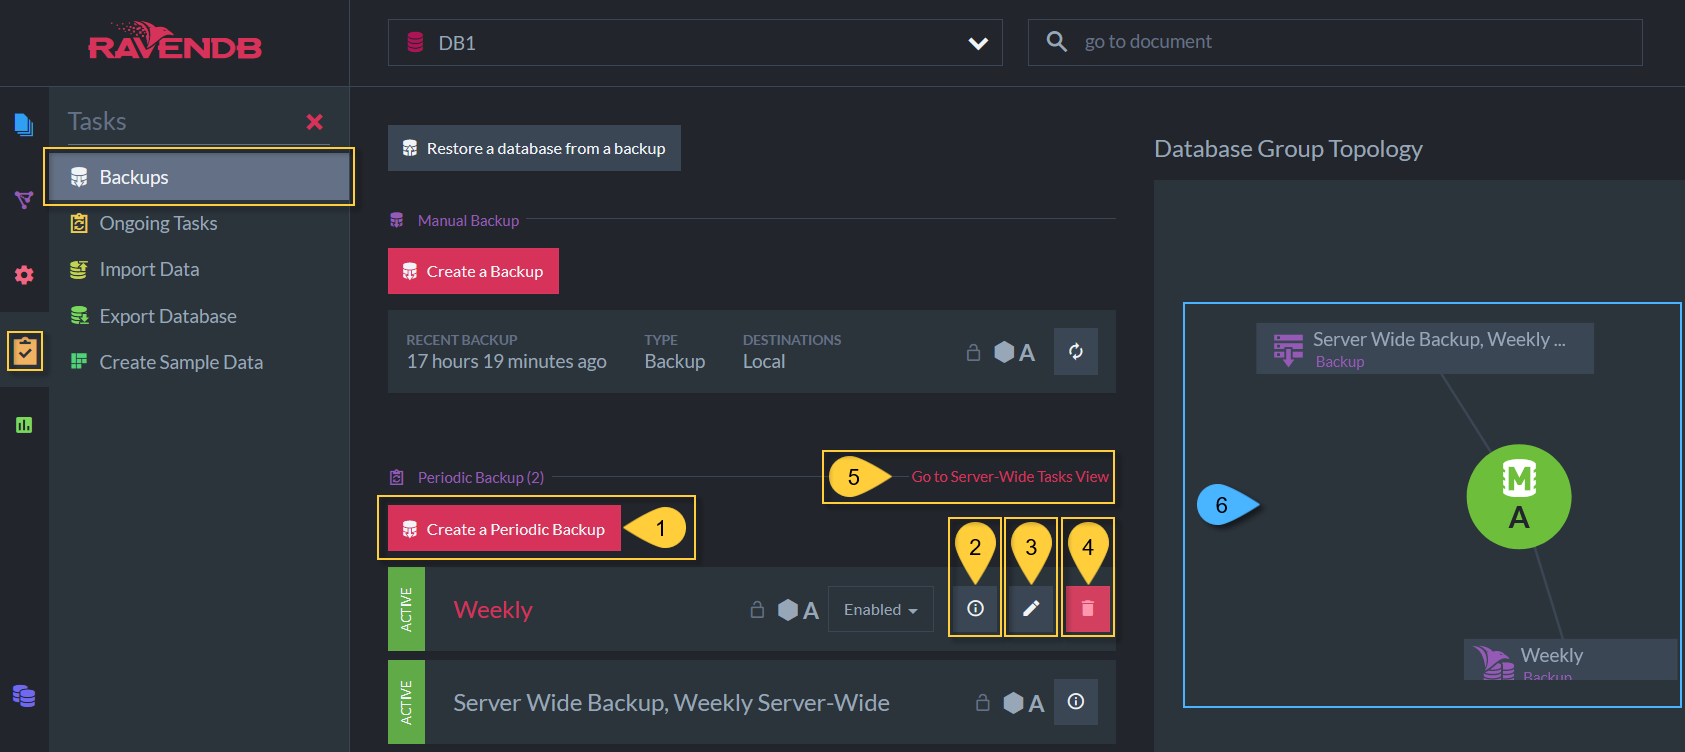 RAVENDB
DB1
go to document
Tasks
Backups
Ongoing Tasks
Import Data
Export Database
Create Sample Data
Restore a database from a backup
Manual Backup
Create a Backup
RECENT BACKUP TYPE DESTINATIONS
17 hours 19 minutes ago Backup Local A
Periodic Backup (2) 5 Go to Server-Wide Tasks View
Create a Periodic Backup 1
2 3 4
ACTIVE Weekly A Enabled
ACTIVE Server Wide Backup, Weekly Server-Wide A
Database Group Topology
Server Wide Backup, Weekly ...
Backup
M
A
6
Weekly
Backup